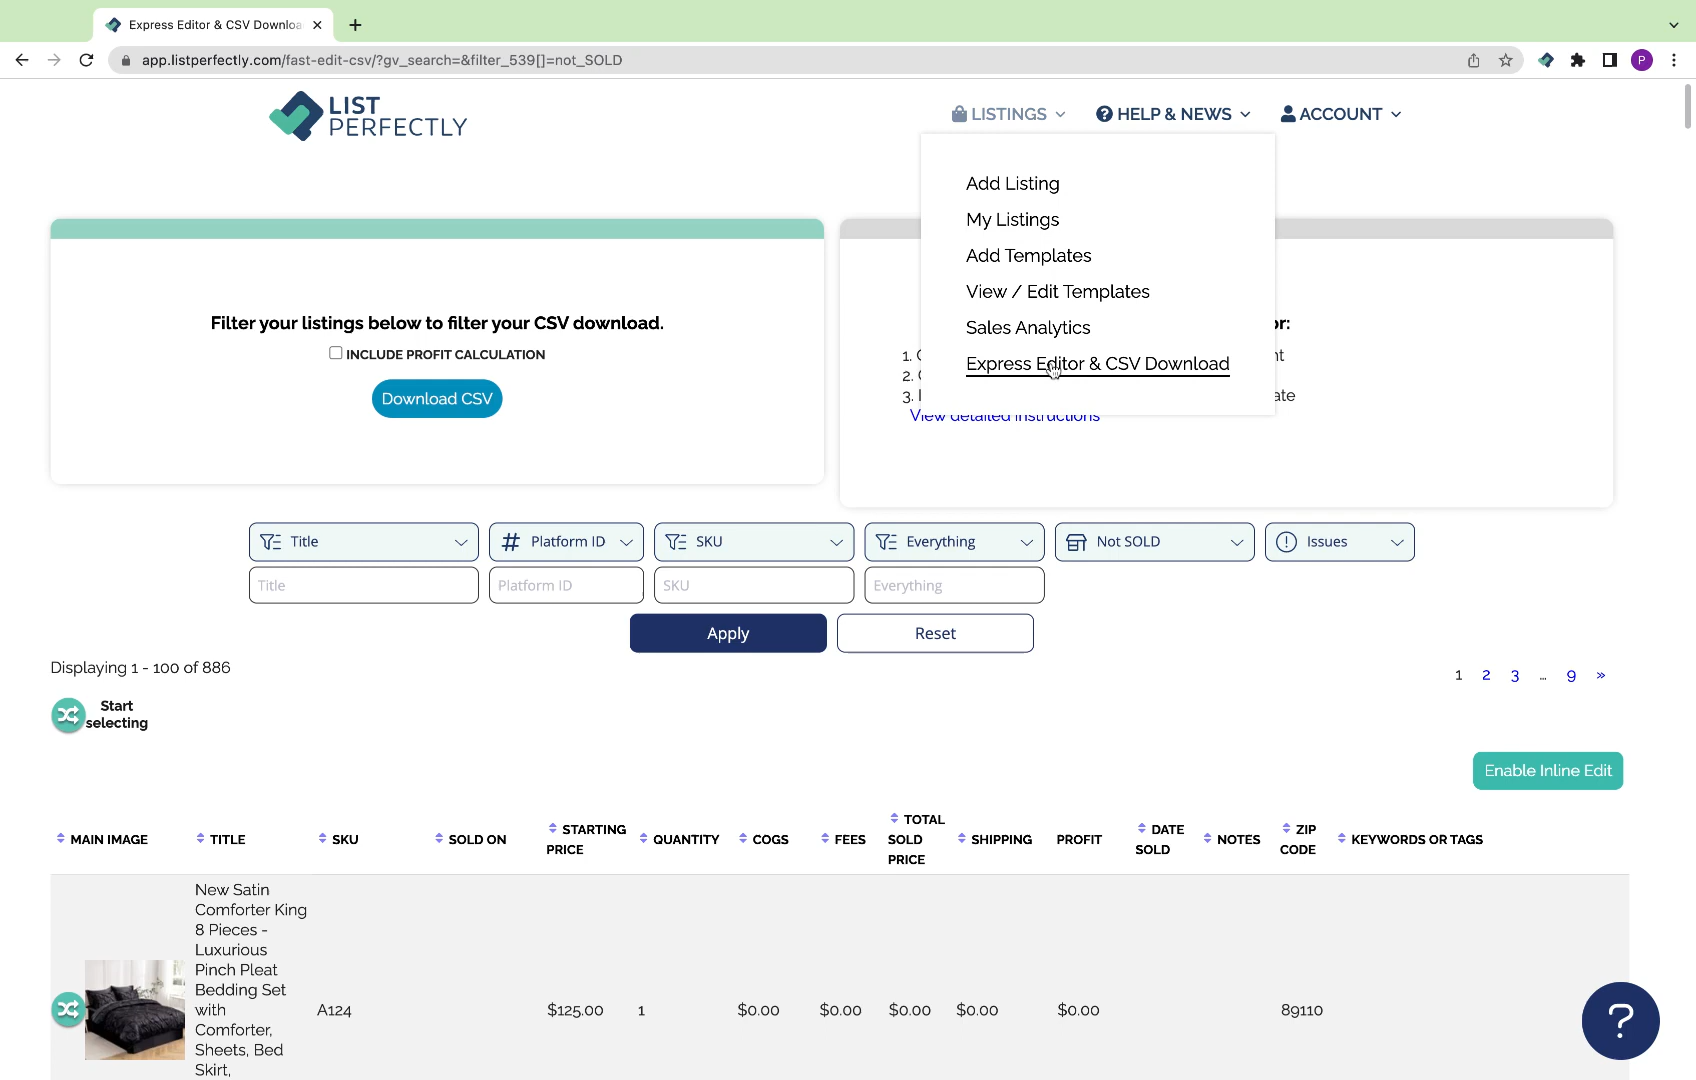 Express Editor & CSV Downloa
app.listperfectly.com/fast-edit-csv/?gv_search=&filter_539[]=not_SOLD
P
LIST
PERFECTLY
LISTINGS
HELP & NEWS
ACCOUNT
Add Listing
My Listings
Add Templates
View / Edit Templates
Sales Analytics
Express Editor & CSV Download
Filter your listings below to filter your CSV download.
INCLUDE PROFIT CALCULATION
Download CSV
1.
2.
3.
View detailed instructions
Title
Platform ID
SKU
Everything
Not SOLD
Issues
Title
Platform ID
SKU
Everything
Apply
Reset
Displaying 1 - 100 of 886
1 2 3 ... 9 »
Start
selecting
Enable Inline Edit
MAIN IMAGE
TITLE
SKU
SOLD ON
STARTING
PRICE
QUANTITY
COGS
FEES
TOTAL
SOLD
PRICE
SHIPPING
PROFIT
DATE
SOLD
NOTES
ZIP
CODE
KEYWORDS OR TAGS
New Satin
Comforter King
8 Pieces -
Luxurious
Pinch Pleat
Bedding Set
with
Comforter,
Sheets, Bed
Skirt,
A124
$125.00
1
$0.00
$0.00
$0.00
$0.00
$0.00
89110
?